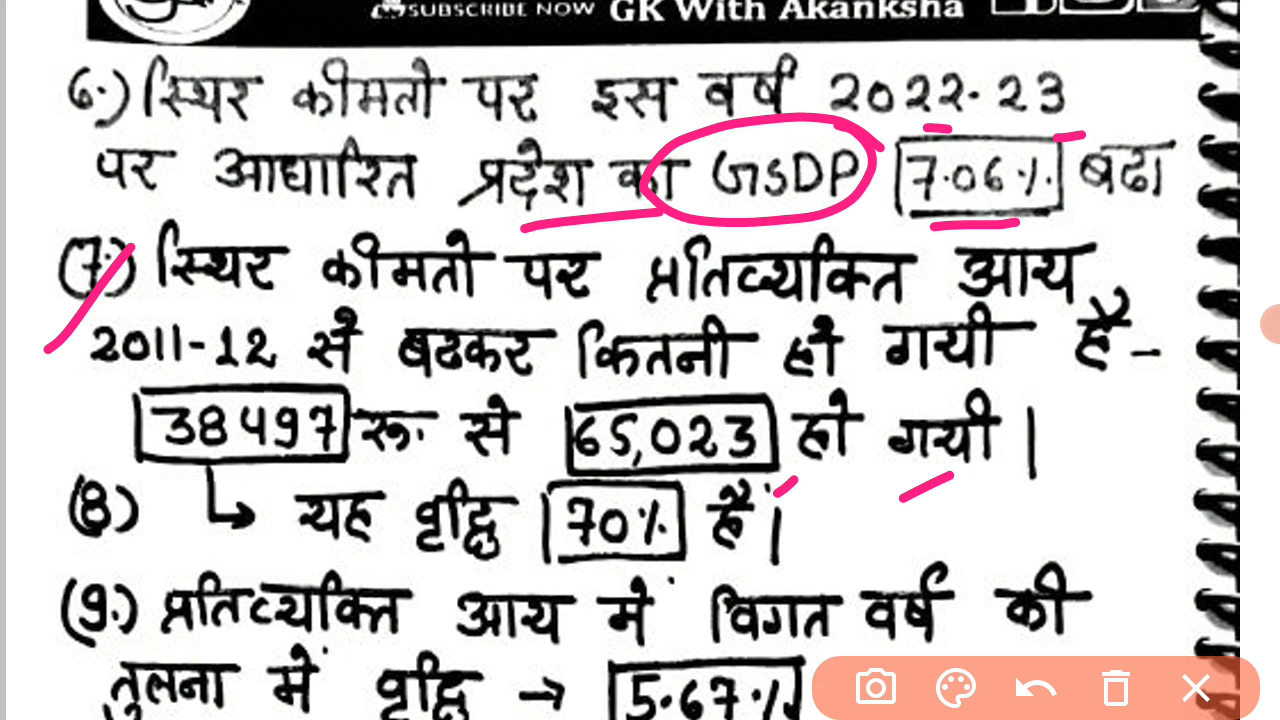 SUBSCRIBE NOW GK With Akanksha
6.) स्थिर कीमतो पर इस वर्ष 2022-23
पर आधारित प्रदेश का GSDP 7.06% बढा
(7.) स्थिर कीमतो पर प्रतिव्यक्ति आय
2011-12 से बढकर कितनी हो गयी है-
38497 रू. से 65,023 हो गयी।
(8) ↳ यह वृद्धि 70% है।
(9.) प्रतिव्यक्ति आय में विगत वर्ष की
तुलना में वृद्धि → 5.67%